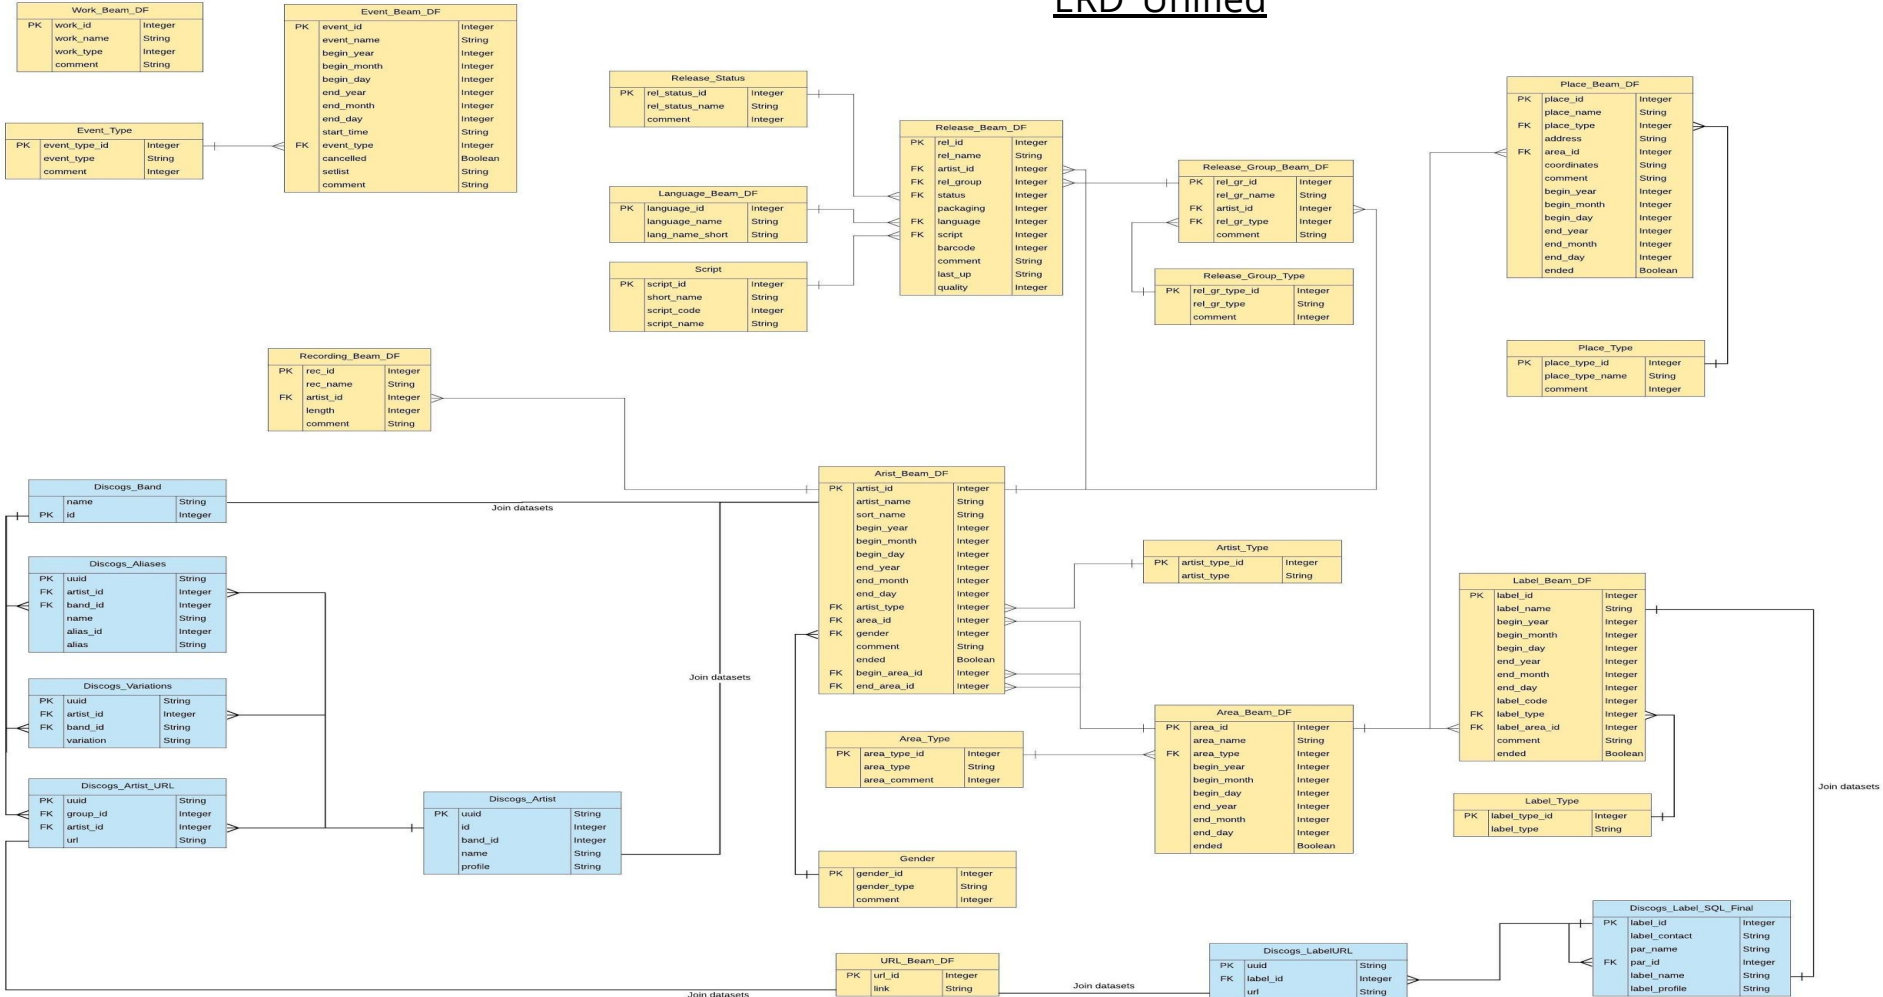 ERD Unified
Work_Beam_DF
PK work_id Integer
work_name String
work_type Integer
comment String
Event_Beam_DF
PK event_id Integer
event_name String
begin_year Integer
begin_month Integer
begin_day Integer
end_year Integer
end_month Integer
end_day Integer
start_time String
FK event_type Integer
cancelled Boolean
setlist String
comment String
Event_Type
PK event_type_id Integer
event_type String
comment Integer
Release_Status
PK rel_status_id Integer
rel_status_name String
comment Integer
Language_Beam_DF
PK language_id Integer
language_name String
lang_name_short String
Script
PK script_id Integer
short_name String
script_code Integer
script_name String
Release_Beam_DF
PK rel_id Integer
rel_name String
FK artist_id Integer
FK rel_group Integer
FK status Integer
packaging Integer
FK language Integer
FK script Integer
barcode Integer
comment String
last_up String
quality Integer
Release_Group_Beam_DF
PK rel_gr_id Integer
rel_gr_name String
FK artist_id Integer
FK rel_gr_type Integer
comment String
Release_Group_Type
PK rel_gr_type_id Integer
rel_gr_type String
comment Integer
Place_Beam_DF
PK place_id Integer
place_name String
FK place_type Integer
address String
FK area_id Integer
coordinates String
comment String
begin_year Integer
begin_month Integer
begin_day Integer
end_year Integer
end_month Integer
end_day Integer
ended Boolean
Place_Type
PK place_type_id Integer
place_type_name String
comment Integer
Recording_Beam_DF
PK rec_id Integer
rec_name String
FK artist_id Integer
length Integer
comment String
Discogs_Band
name String
PK id Integer
Join datasets
Discogs_Aliases
PK uuid String
FK artist_id Integer
FK band_id Integer
name String
alias_id Integer
alias String
Discogs_Variations
PK uuid String
FK artist_id Integer
FK band_id String
variation String
Discogs_Artist_URL
PK uuid String
FK group_id Integer
FK artist_id Integer
url String
Discogs_Artist
PK uuid String
id Integer
band_id Integer
name String
profile String
Join datasets
Arist_Beam_DF
PK artist_id Integer
artist_name String
sort_name String
begin_year Integer
begin_month Integer
begin_day Integer
end_year Integer
end_month Integer
end_day Integer
FK artist_type Integer
FK area_id Integer
FK gender Integer
comment String
ended Boolean
FK begin_area_id Integer
FK end_area_id Integer
Artist_Type
PK artist_type_id Integer
artist_type String
Area_Type
PK area_type_id Integer
area_type String
area_comment Integer
Area_Beam_DF
PK area_id Integer
area_name String
FK area_type Integer
begin_year Integer
begin_month Integer
begin_day Integer
end_year Integer
end_month Integer
end_day Integer
ended Boolean
Gender
PK gender_id Integer
gender_type String
comment Integer
Label_Beam_DF
PK label_id Integer
label_name String
begin_year Integer
begin_month Integer
begin_day Integer
end_year Integer
end_month Integer
end_day Integer
label_code Integer
FK label_type Integer
FK label_area_id Integer
comment String
ended Boolean
Label_Type
PK label_type_id Integer
label_type String
Join datasets
Discogs_Label_SQL_Final
PK label_id Integer
label_contact String
par_name String
FK par_id Integer
label_name String
label_profile String
Discogs_LabelURL
PK uuid String
FK label_id Integer
url String
URL_Beam_DF
PK url_id Integer
link String
Join datasets
Join datasets